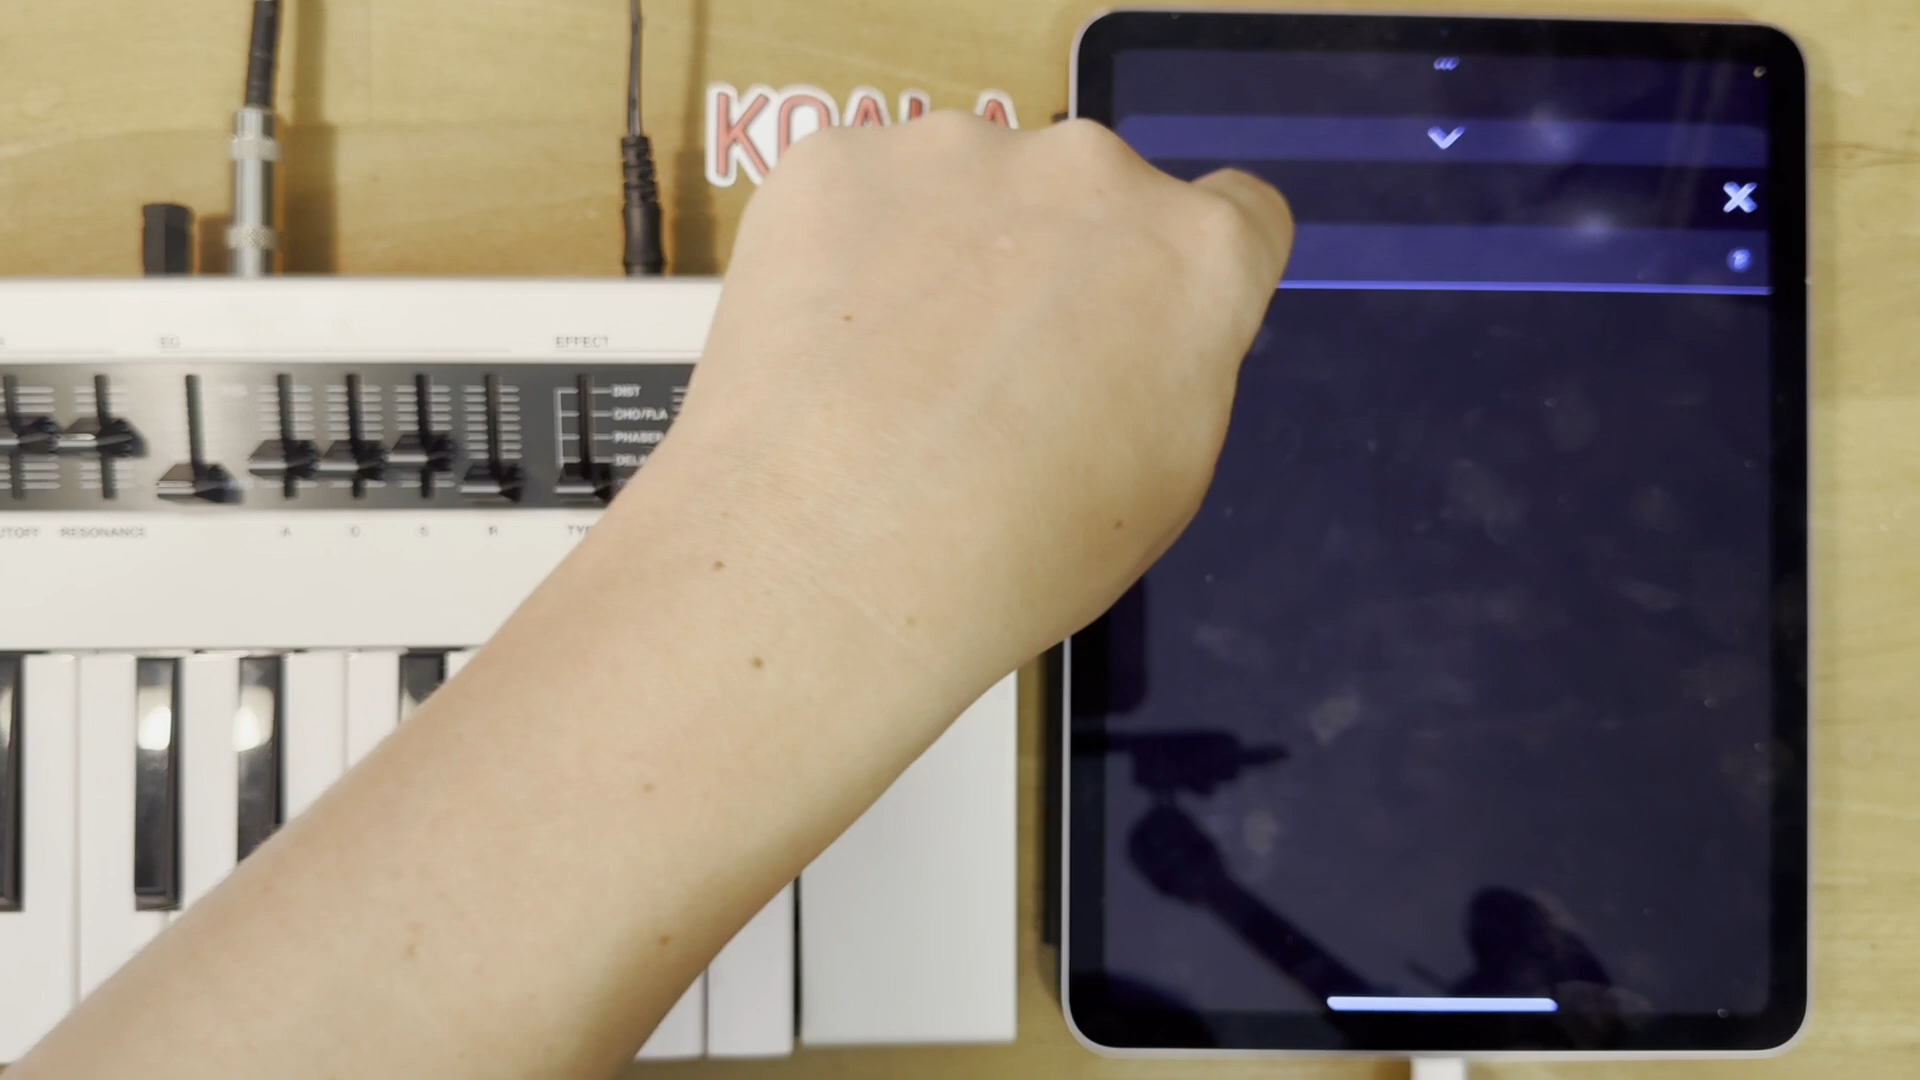 KOALA
EG
EFFECT
DIST
CHO/FLA
PHASER
RESONANCE
A
D
S
R